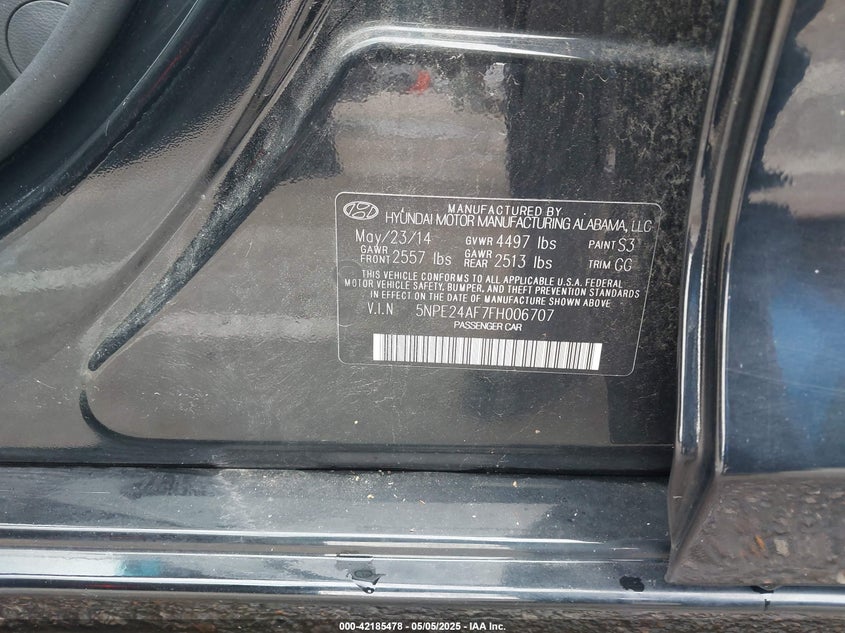 MANUFACTURED BY
HYUNDAI MOTOR MANUFACTURING ALABAMA, LLC
May/23/14 GVWR 4497 lbs PAINT S3
GAWR FRONT 2557 lbs GAWR REAR 2513 lbs TRIM GG
THIS VEHICLE CONFORMS TO ALL APPLICABLE U.S.A. FEDERAL
MOTOR VEHICLE SAFETY, BUMPER, AND THEFT PREVENTION STANDARDS
IN EFFECT ON THE DATE OF MANUFACTURE SHOWN ABOVE
V.I.N 5NPE24AF7FH006707
PASSENGER CAR
000-42185478 - 05/05/2025 - IAA Inc.